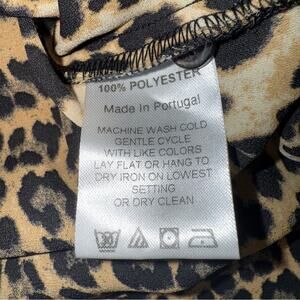 100% POLYESTER
Made In Portugal
MACHINE WASH COLD
GENTLE CYCLE
WITH LIKE COLORS
LAY FLAT OR HANG TO
DRY IRON ON LOWEST
SETTING
OR DRY CLEAN
30